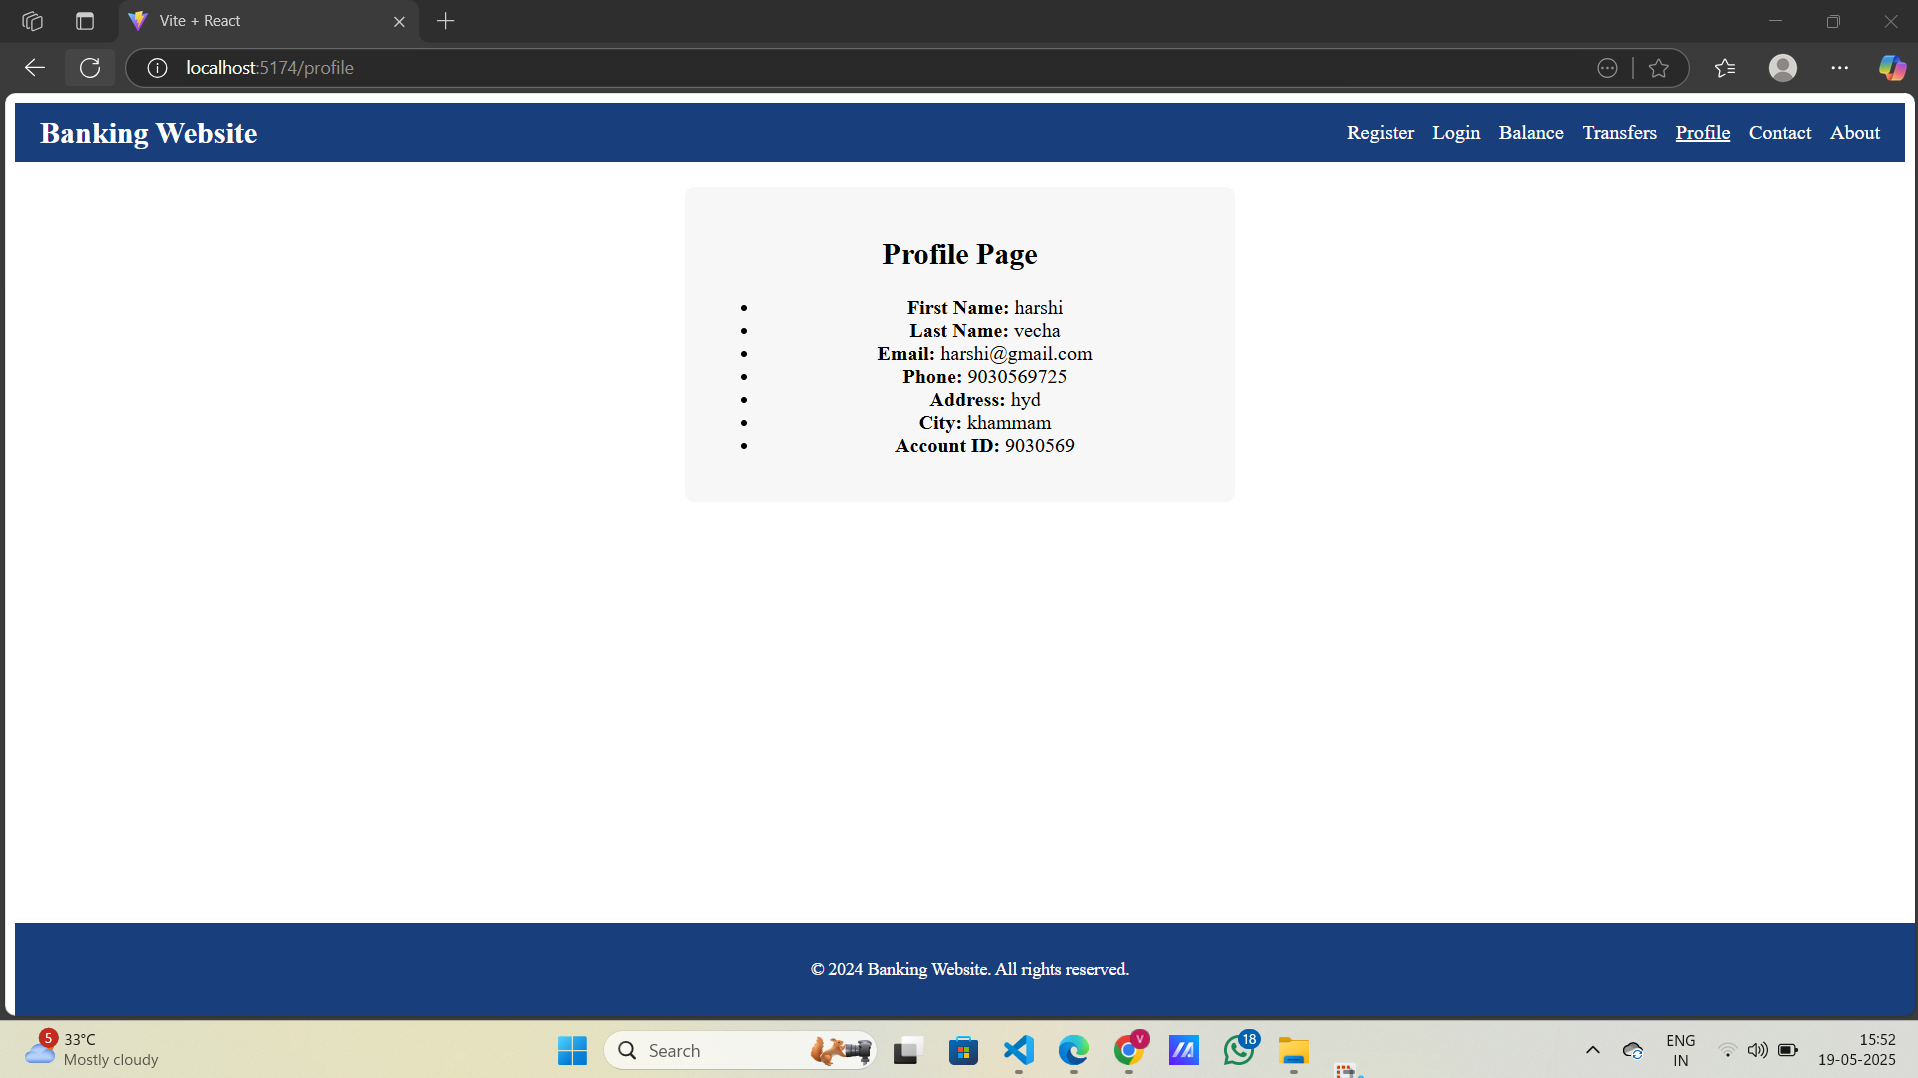 Vite + React
localhost:5174/profile
Banking Website
Register Login Balance Transfers Profile Contact About
Profile Page
• First Name: harshi
• Last Name: vecha
• Email: harshi@gmail.com
• Phone: 9030569725
• Address: hyd
• City: khammam
• Account ID: 9030569
© 2024 Banking Website. All rights reserved.
5
33°C
Mostly cloudy
Search
V
18
ENG
IN
15:52
19-05-2025